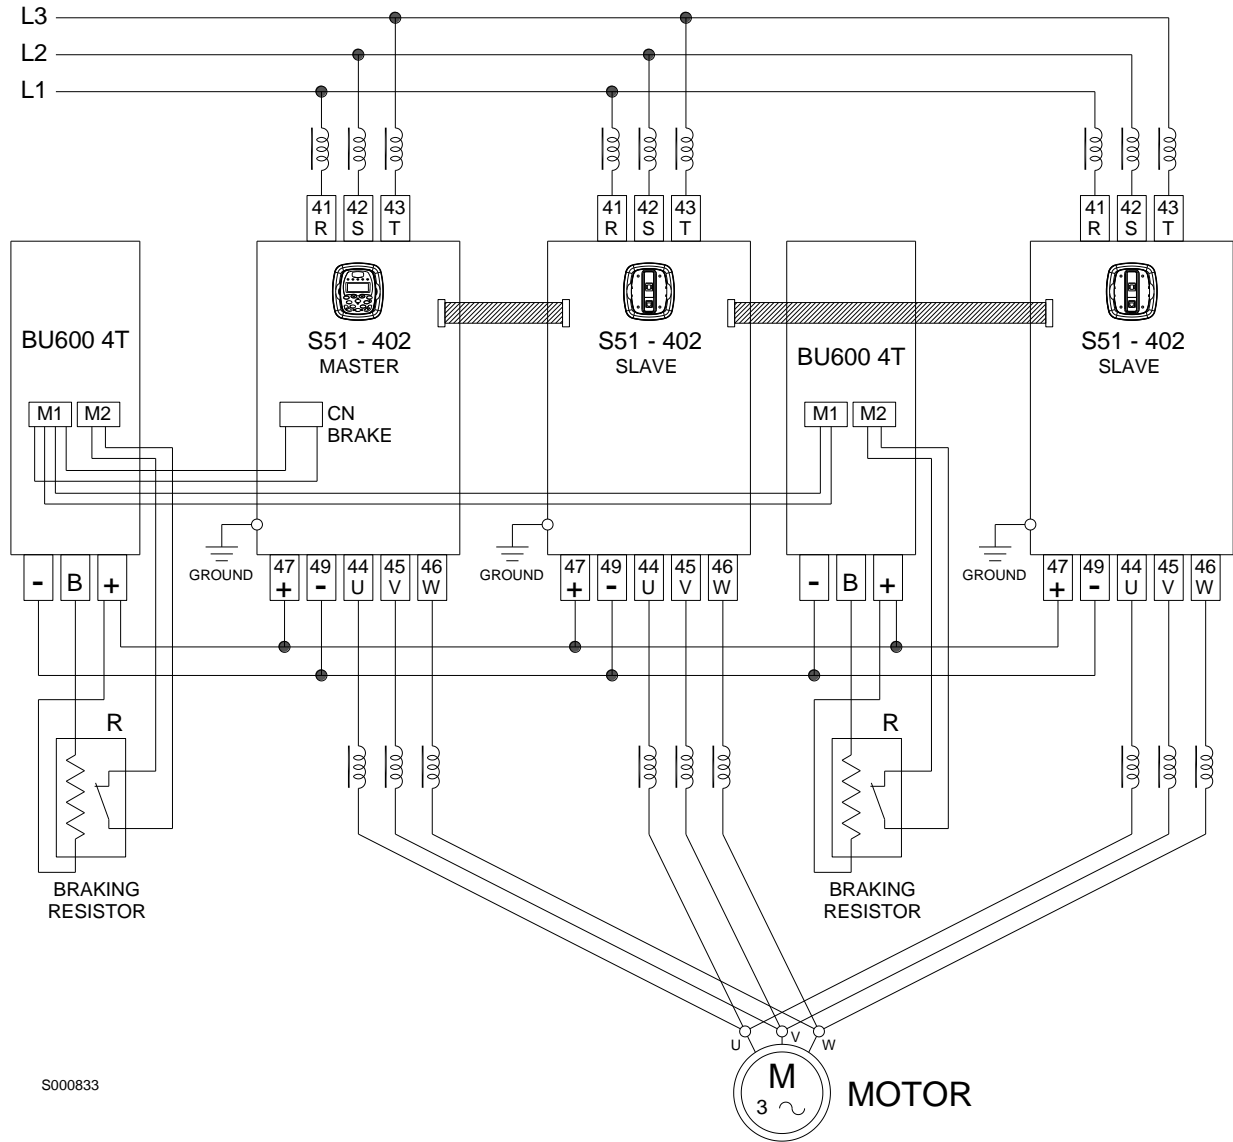 L3
L2
L1
41 R
42 S
43 T
41 R
42 S
43 T
41 R
42 S
43 T
BU600 4T
M1
M2
S51 - 402
MASTER
CN
BRAKE
S51 - 402
SLAVE
BU600 4T
M1
M2
S51 - 402
SLAVE
GROUND
GROUND
GROUND
-
B
+
47 +
49 -
44 U
45 V
46 W
47 +
49 -
44 U
45 V
46 W
-
B
+
47 +
49 -
44 U
45 V
46 W
R
BRAKING
RESISTOR
R
BRAKING
RESISTOR
U
V
W
M
3
MOTOR
S000833